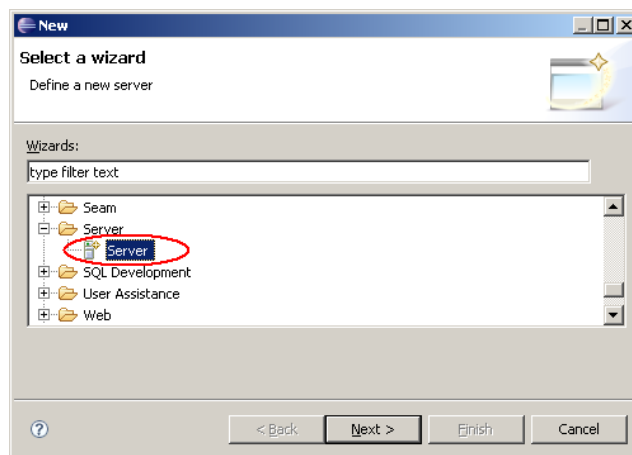 New
Select a wizard
Define a new server
Wizards:
type filter text
Seam
Server
Server
SQL Development
User Assistance
Web
?
< Back Next > Finish Cancel